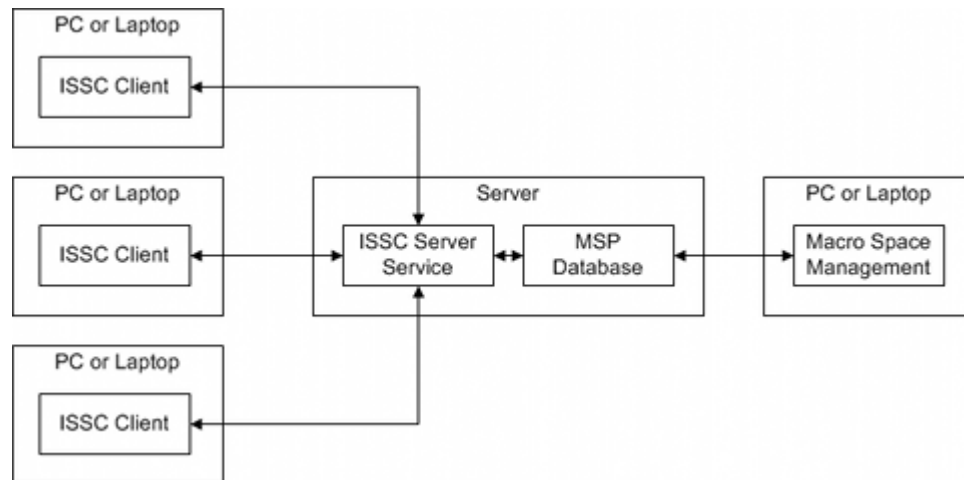 PC or Laptop
ISSC Client
PC or Laptop
ISSC Client
Server
ISSC Server
Service
MSP
Database
PC or Laptop
Macro Space
Management
PC or Laptop
ISSC Client